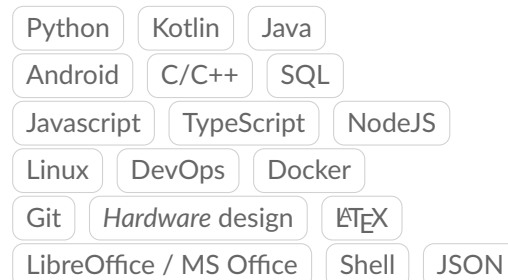 Python Kotlin Java
Android C/C++ SQL
Javascript TypeScript NodeJS
Linux DevOps Docker
Git Hardware design LATEX
LibreOffice / MS Office Shell JSON